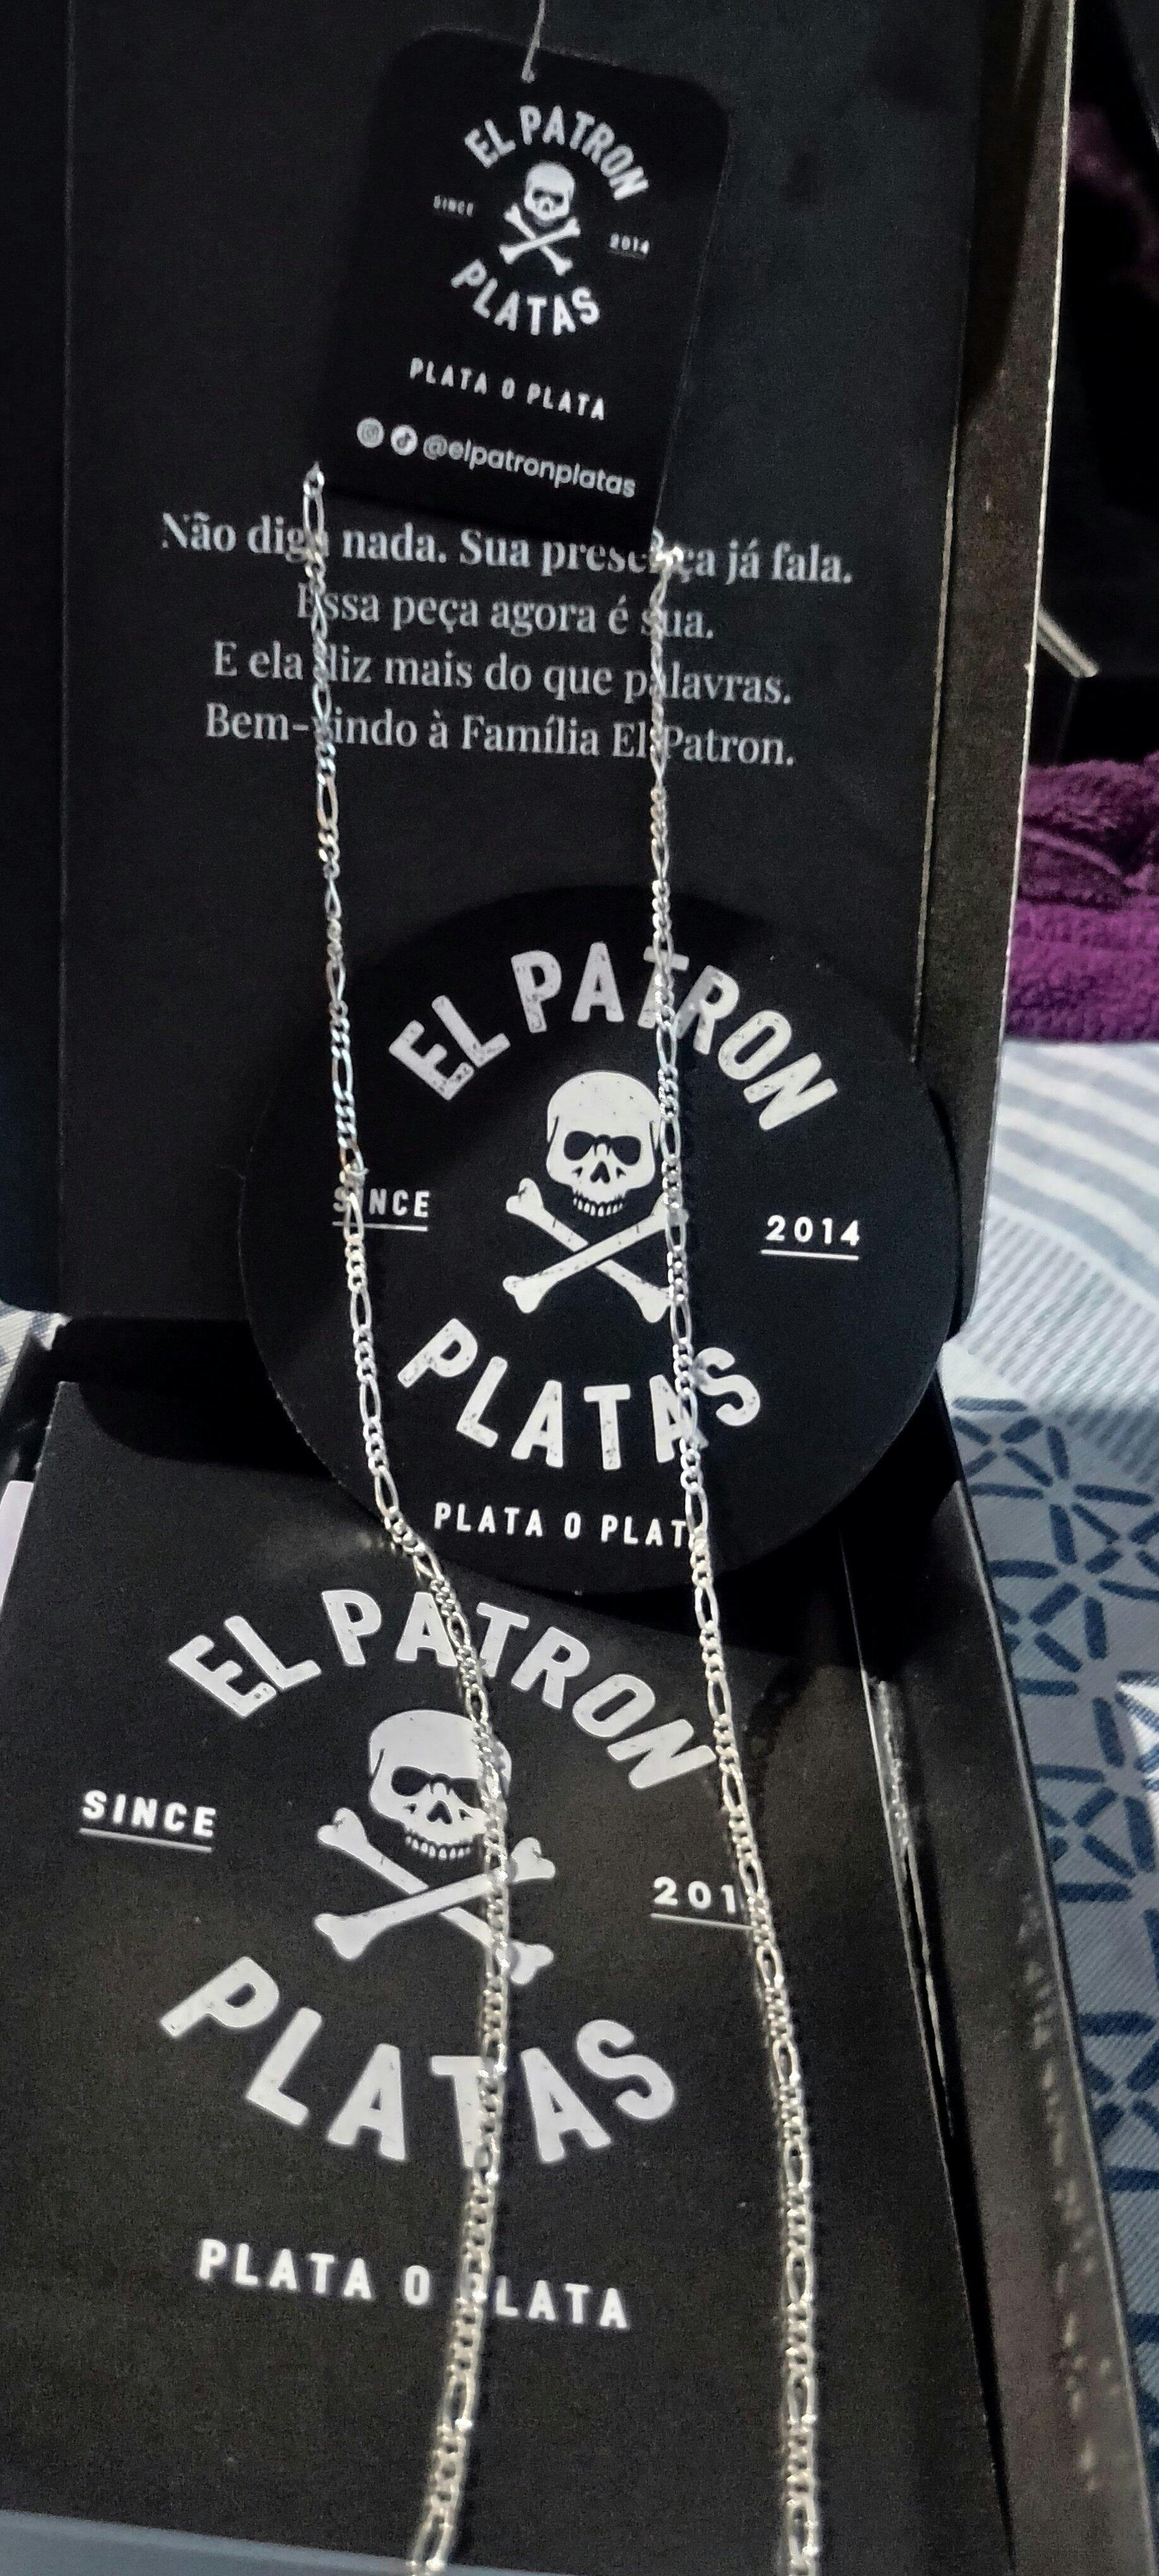 EL PATRON
SINCE
2014
PLATAS
PLATA O PLATA
@elpatronplatas
Não diga nada. Sua presença já fala.
Essa peça agora é sua.
E ela diz mais do que palavras.
Bem-vindo à Família El Patron.
EL PATRON
SINCE
2014
PLATAS
PLATA O PLATA
EL PATRON
SINCE
2014
PLATAS
PLATA O PLATA